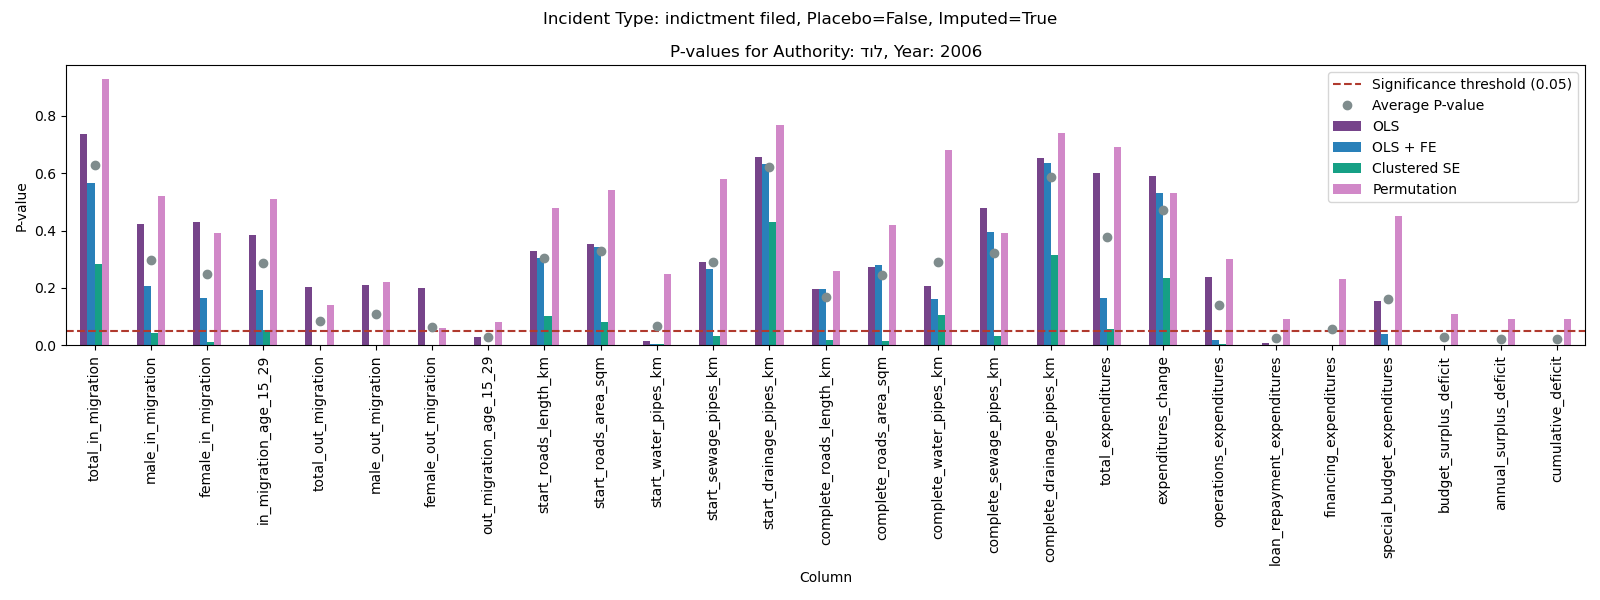 Incident Type: indictment filed, Placebo=False, Imputed=True
P-values for Authority: לוד, Year: 2006
Significance threshold (0.05)
Average P-value
OLS
OLS + FE
Clustered SE
Permutation
P-value
0.8
0.6
0.4
0.2
0.0
total_in_migration
male_in_migration
female_in_migration
in_migration_age_15_29
total_out_migration
male_out_migration
female_out_migration
out_migration_age_15_29
start_roads_length_km
start_roads_area_sqm
start_water_pipes_km
start_sewage_pipes_km
start_drainage_pipes_km
complete_roads_length_km
complete_roads_area_sqm
complete_water_pipes_km
complete_sewage_pipes_km
complete_drainage_pipes_km
total_expenditures
expenditures_change
operations_expenditures
loan_repayment_expenditures
financing_expenditures
special_budget_expenditures
budget_surplus_deficit
annual_surplus_deficit
cumulative_deficit
Column